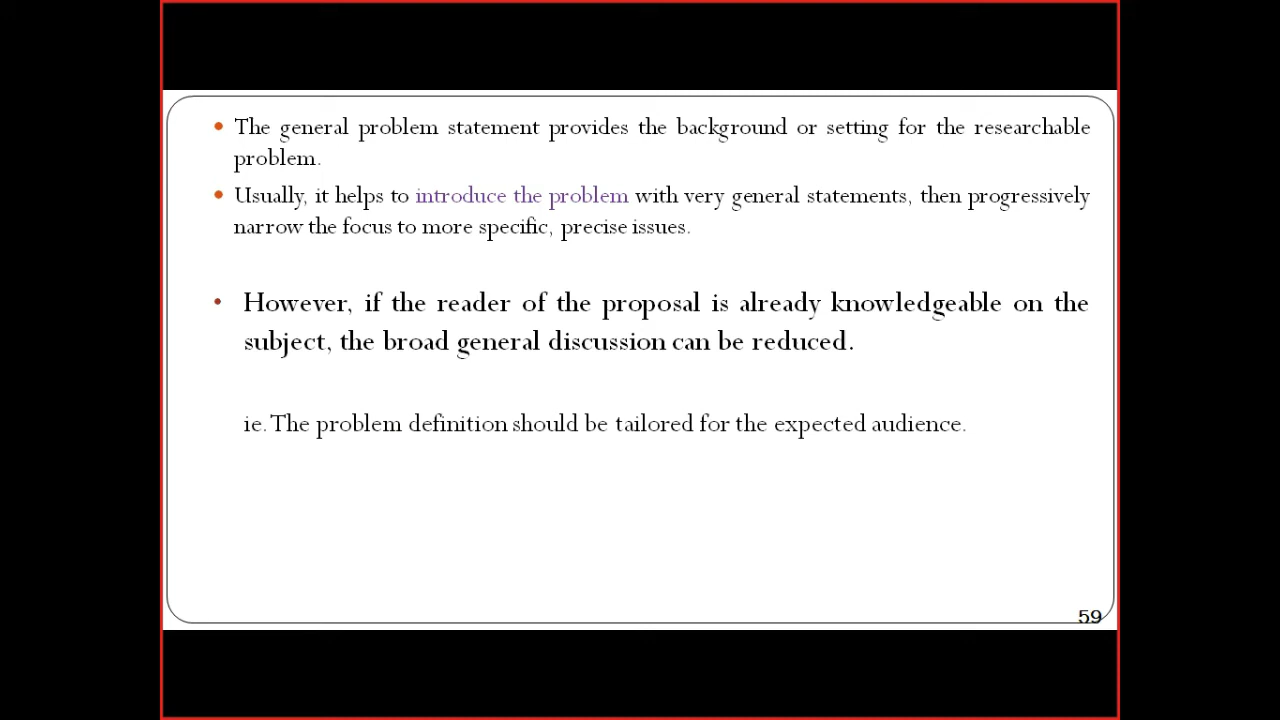 • The general problem statement provides the background or setting for the researchable
problem.
• Usually, it helps to introduce the problem with very general statements, then progressively
narrow the focus to more specific, precise issues.
• However, if the reader of the proposal is already knowledgeable on the
subject, the broad general discussion can be reduced.
ie. The problem definition should be tailored for the expected audience.
59